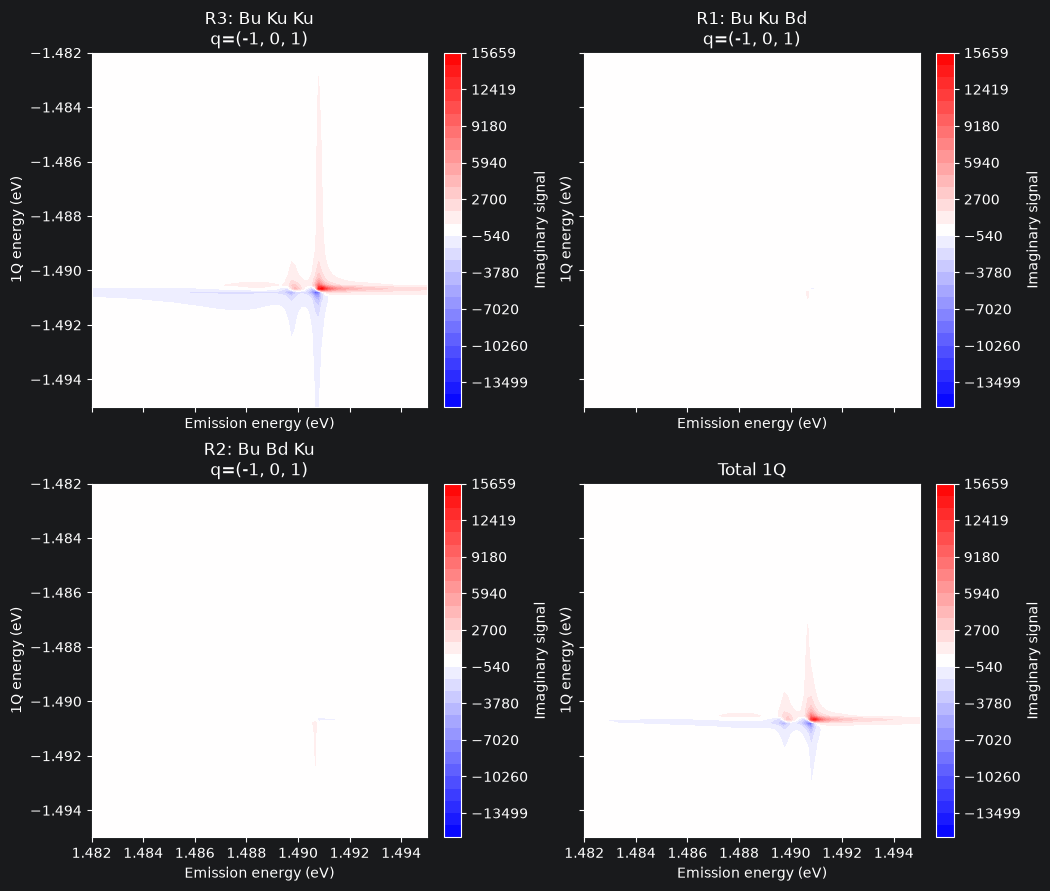 R3: Bu Ku Ku
q=(-1, 0, 1)
−1.482
−1.484
−1.486
−1.488
−1.490
−1.492
−1.494
1Q energy (eV)
Emission energy (eV)
15659
12419
9180
5940
2700
−540
−3780
−7020
−10260
−13499
Imaginary signal
R1: Bu Ku Bd
q=(-1, 0, 1)
1Q energy (eV)
Emission energy (eV)
15659
12419
9180
5940
2700
−540
−3780
−7020
−10260
−13499
Imaginary signal
R2: Bu Bd Ku
q=(-1, 0, 1)
−1.482
−1.484
−1.486
−1.488
−1.490
−1.492
−1.494
1Q energy (eV)
1.482 1.484 1.486 1.488 1.490 1.492 1.494
Emission energy (eV)
15659
12419
9180
5940
2700
−540
−3780
−7020
−10260
−13499
Imaginary signal
Total 1Q
1Q energy (eV)
1.482 1.484 1.486 1.488 1.490 1.492 1.494
Emission energy (eV)
15659
12419
9180
5940
2700
−540
−3780
−7020
−10260
−13499
Imaginary signal